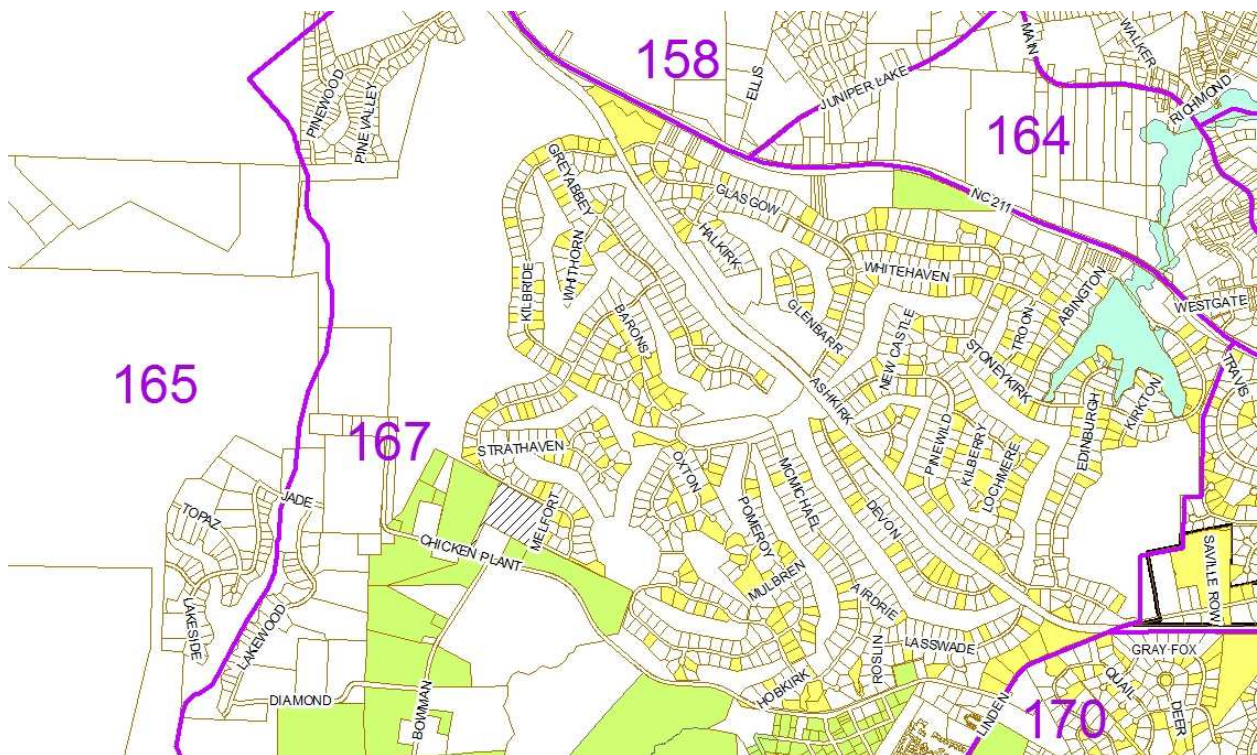 158
MAIN
WALKER
RICHMOND
PINEWOOD
PINEVALLEY
ELLIS
JUNIPER LAKE
164
GREYABBEY
GLASGOW
NC 211
HALKIRK
WHITHORN
KILBRIDE
WHITEHAVEN
ABINGTON
WESTGATE
BARONS
GLENBARR
NEW CASTLE
TROON
STONEYKIRK
TRAVIS
165
ASHKIRK
KIRKTON
EDINBURGH
167
STRATHAVEN
OXTON
MCMICHAEL
PINEWILD
KILBERRY
LOCHMERE
JADE
TOPAZ
MELFORT
POMEROY
DEVON
CHICKEN PLANT
MULBREN
SAVILLE ROW
LAKESIDE
LAKEWOOD
AIRDRIE
LASSWADE
ROSLIN
GRAY FOX
DIAMOND
BOWMAN
HOBKIRK
LINDEN
170
QUAIL
DEER